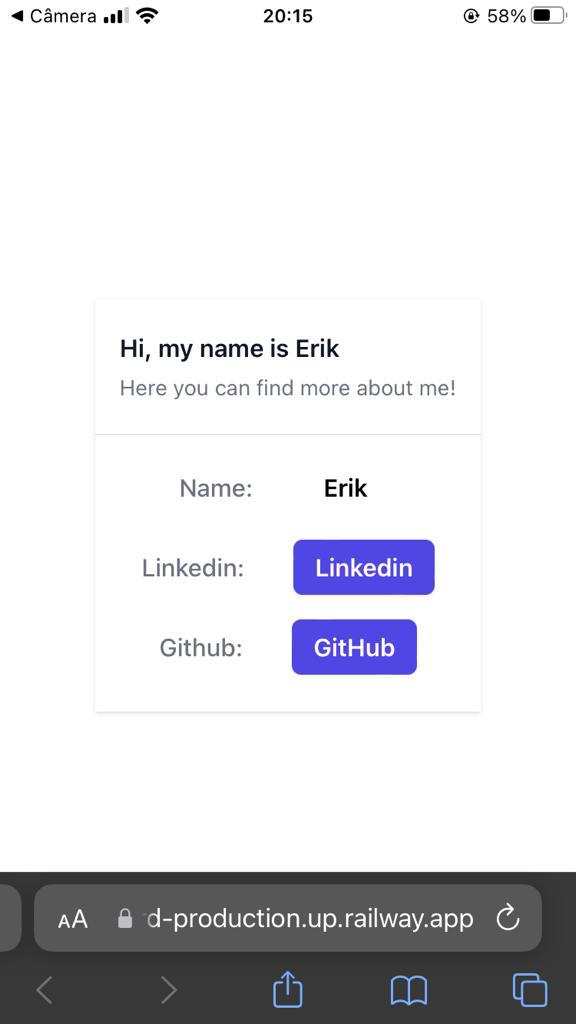 Câmera
20:15
58%
Hi, my name is Erik
Here you can find more about me!
Name: Erik
Linkedin: Linkedin
Github: GitHub
AA d-production.up.railway.app